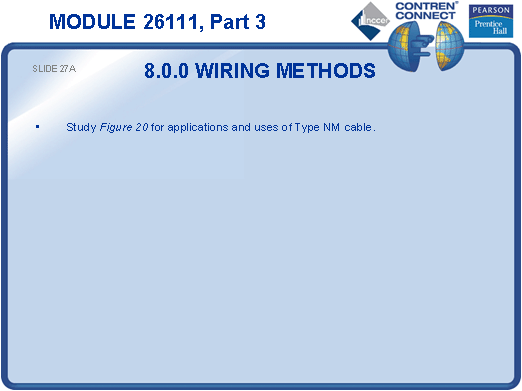 MODULE 26111, Part 3
nccer
CONTREN®
CONNECT
PEARSON
Prentice
Hall
SLIDE 27A
8.0.0 WIRING METHODS
• Study Figure 20 for applications and uses of Type NM cable.